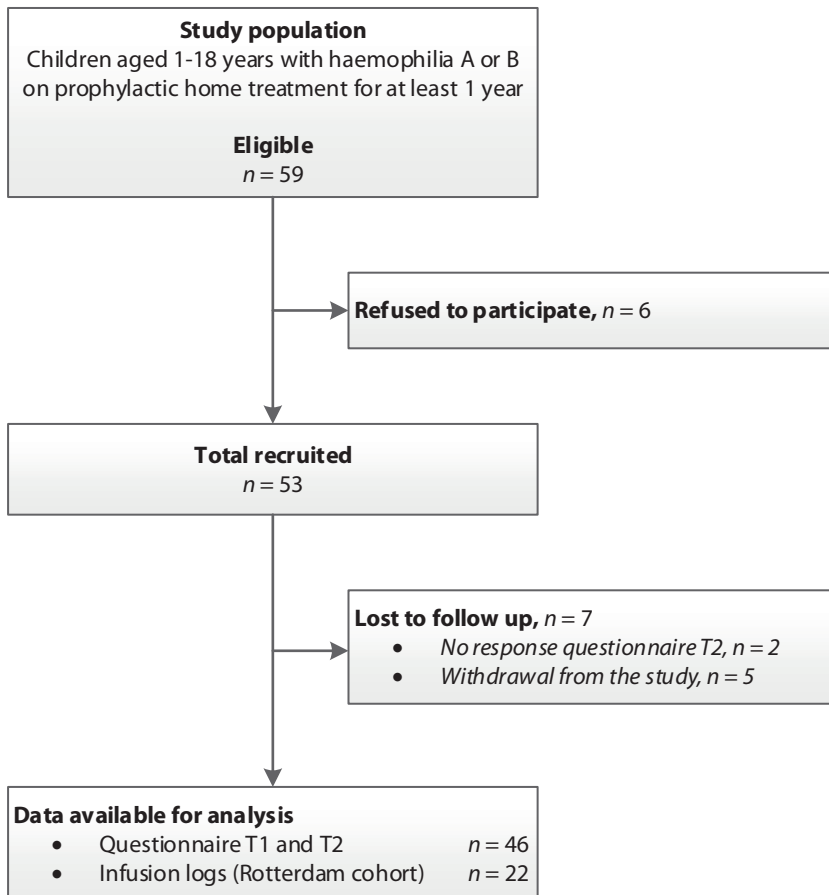 Study population
Children aged 1-18 years with haemophilia A or B
on prophylactic home treatment for at least 1 year
Eligible
n = 59
Refused to participate, n = 6
Total recruited
n = 53
Lost to follow up, n = 7
• No response questionnaire T2, n = 2
• Withdrawal from the study, n = 5
Data available for analysis
• Questionnaire T1 and T2 n = 46
• Infusion logs (Rotterdam cohort) n = 22